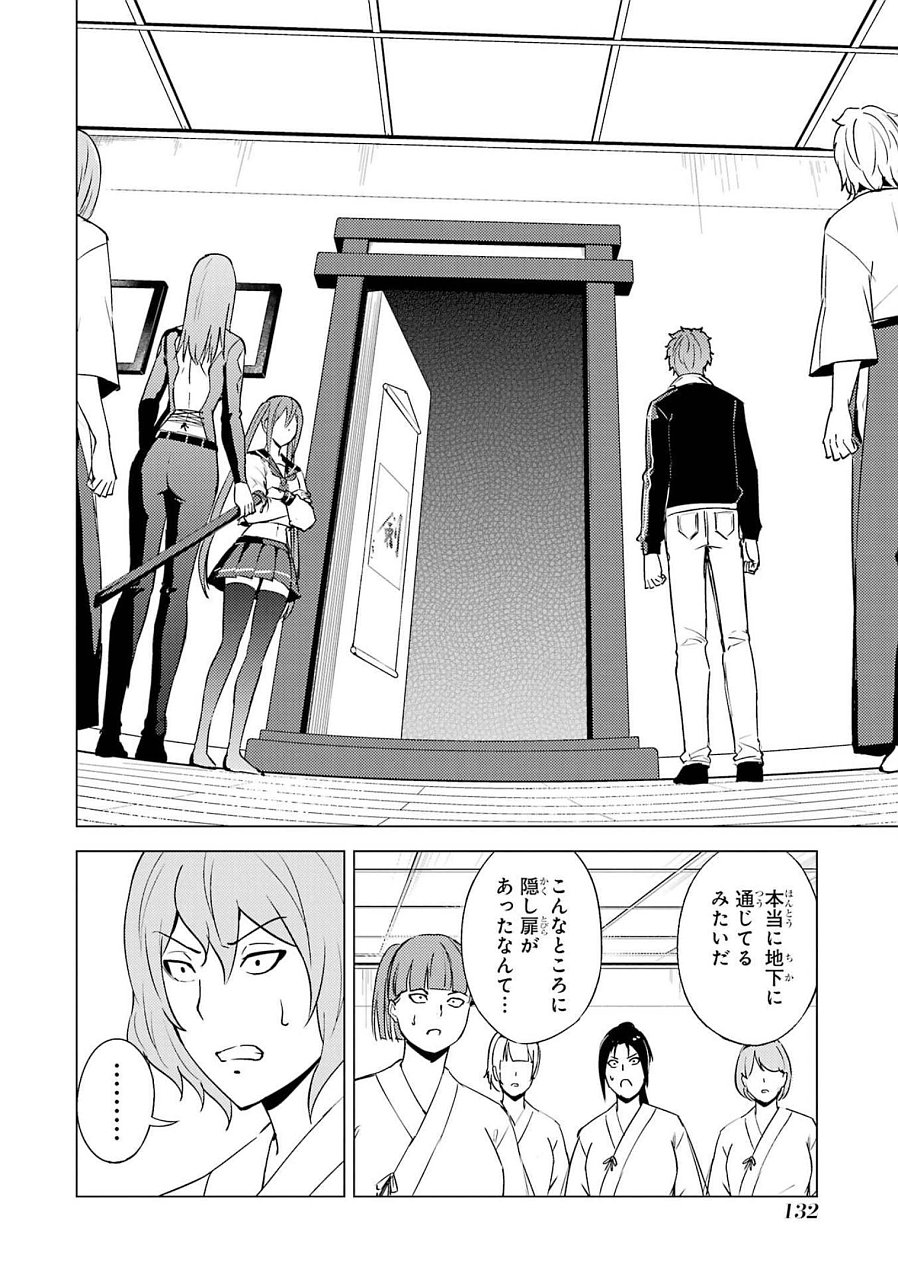 本当に地下に
通じてる
みたいだ
こんなところに
隠し扉が
あったなんて…
………
132